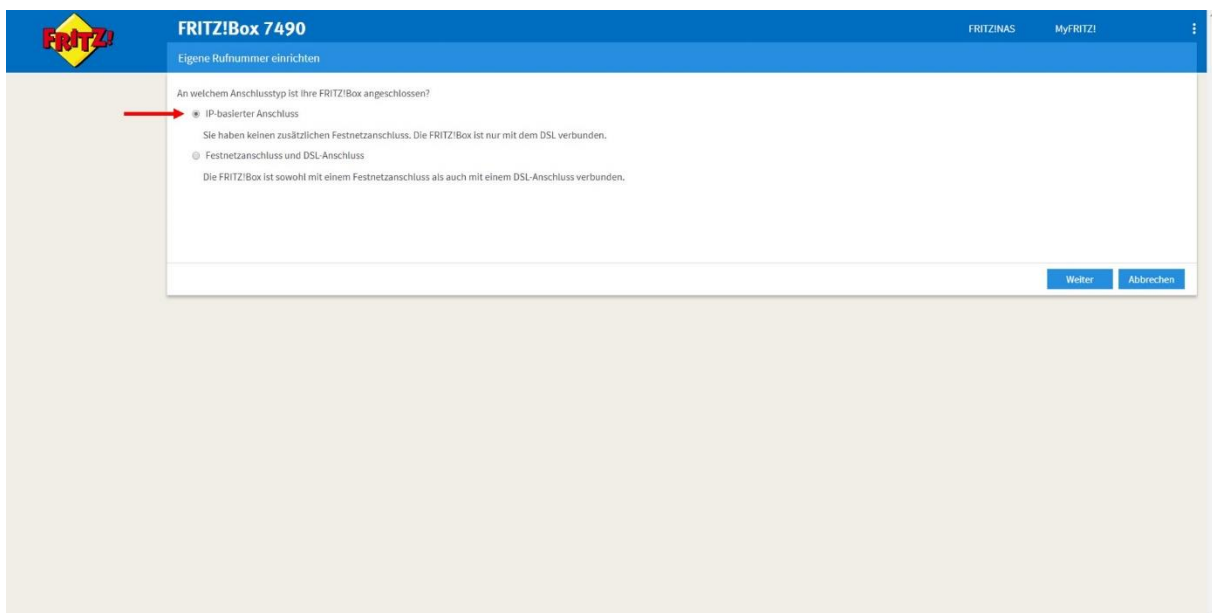 FRITZ!
FRITZ!Box 7490
FRITZ!NAS
MyFRITZ!
Eigene Rufnummer einrichten
An welchem Anschlusstyp ist Ihre FRITZ!Box angeschlossen?
IP-basierter Anschluss
Sie haben keinen zusätzlichen Festnetzanschluss. Die FRITZ!Box ist nur mit dem DSL verbunden.
Festnetzanschluss und DSL-Anschluss
Die FRITZ!Box ist sowohl mit einem Festnetzanschluss als auch mit einem DSL-Anschluss verbunden.
Weiter
Abbrechen